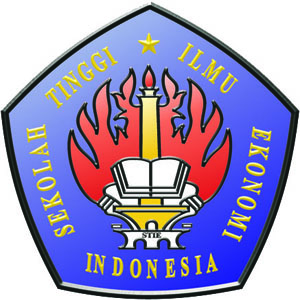 SEKOLAH TINGGI ILMU EKONOMI
STIE
INDONESIA